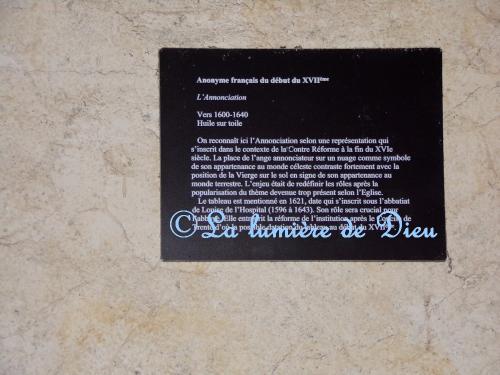 Anonyme français du début du XVIIème
L'Annonciation
Vers 1600-1640
Huile sur toile
On reconnaît ici l'Annonciation selon une représentation qui
s'inscrit dans le contexte de la Contre Réforme à la fin du XVIe
siècle. La place de l'ange annonciateur sur un nuage comme symbole
de son appartenance au monde céleste contraste fortement avec la
position de la Vierge sur le sol en signe de son appartenance au
monde terrestre. L'enjeu était de redéfinir les rôles après la
popularisation du thème devenue trop présent selon l'Eglise.
Le tableau est mentionné en 1621, date qui s'inscrit sous l'abbatiat
de Louise de l'Hospital (1596 à 1643). Son rôle sera crucial pour
l'abbaye. Elle entreprit la réforme de l'institution après le Concile de
Trente d'où la possible datation du tableau au début du XVIIème.
©La lumière de Dieu